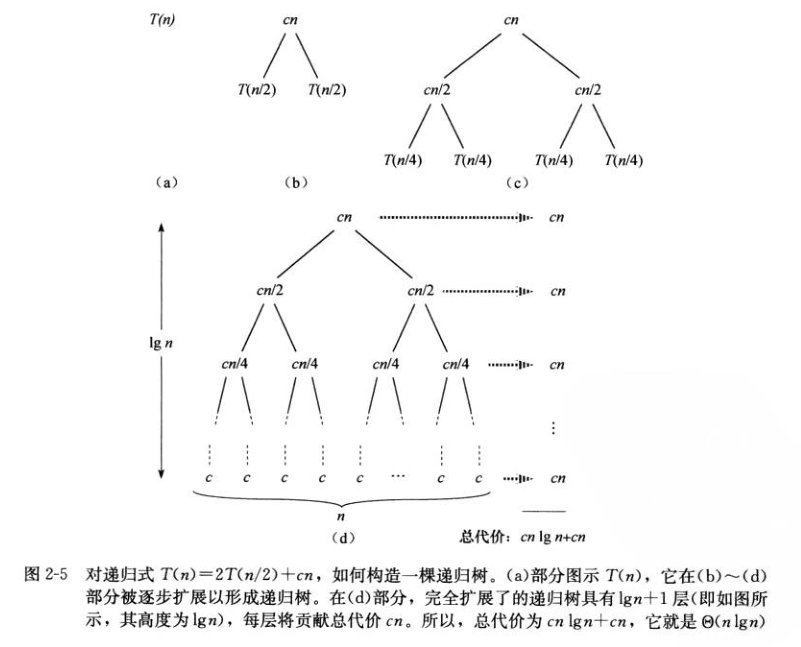 T(n) cn cn
T(n/2) T(n/2) cn/2 cn/2
T(n/4) T(n/4) T(n/4) T(n/4)
(a) (b) (c)
cn cn
cn/2 cn/2 cn
lg n
cn/4 cn/4 cn/4 cn/4 cn
⋮
c c c c c … c c cn
n
(d) 总代价：cn lg n+cn
图 2-5 对递归式 T(n)=2T(n/2)+cn，如何构造一棵递归树。(a)部分图示 T(n)，它在(b)～(d)
部分被逐步扩展以形成递归树。在(d)部分，完全扩展了的递归树具有 lgn+1 层(即如图所
示，其高度为 lgn)，每层将贡献总代价 cn。所以，总代价为 cn lgn+cn，它就是 Θ(n lgn)